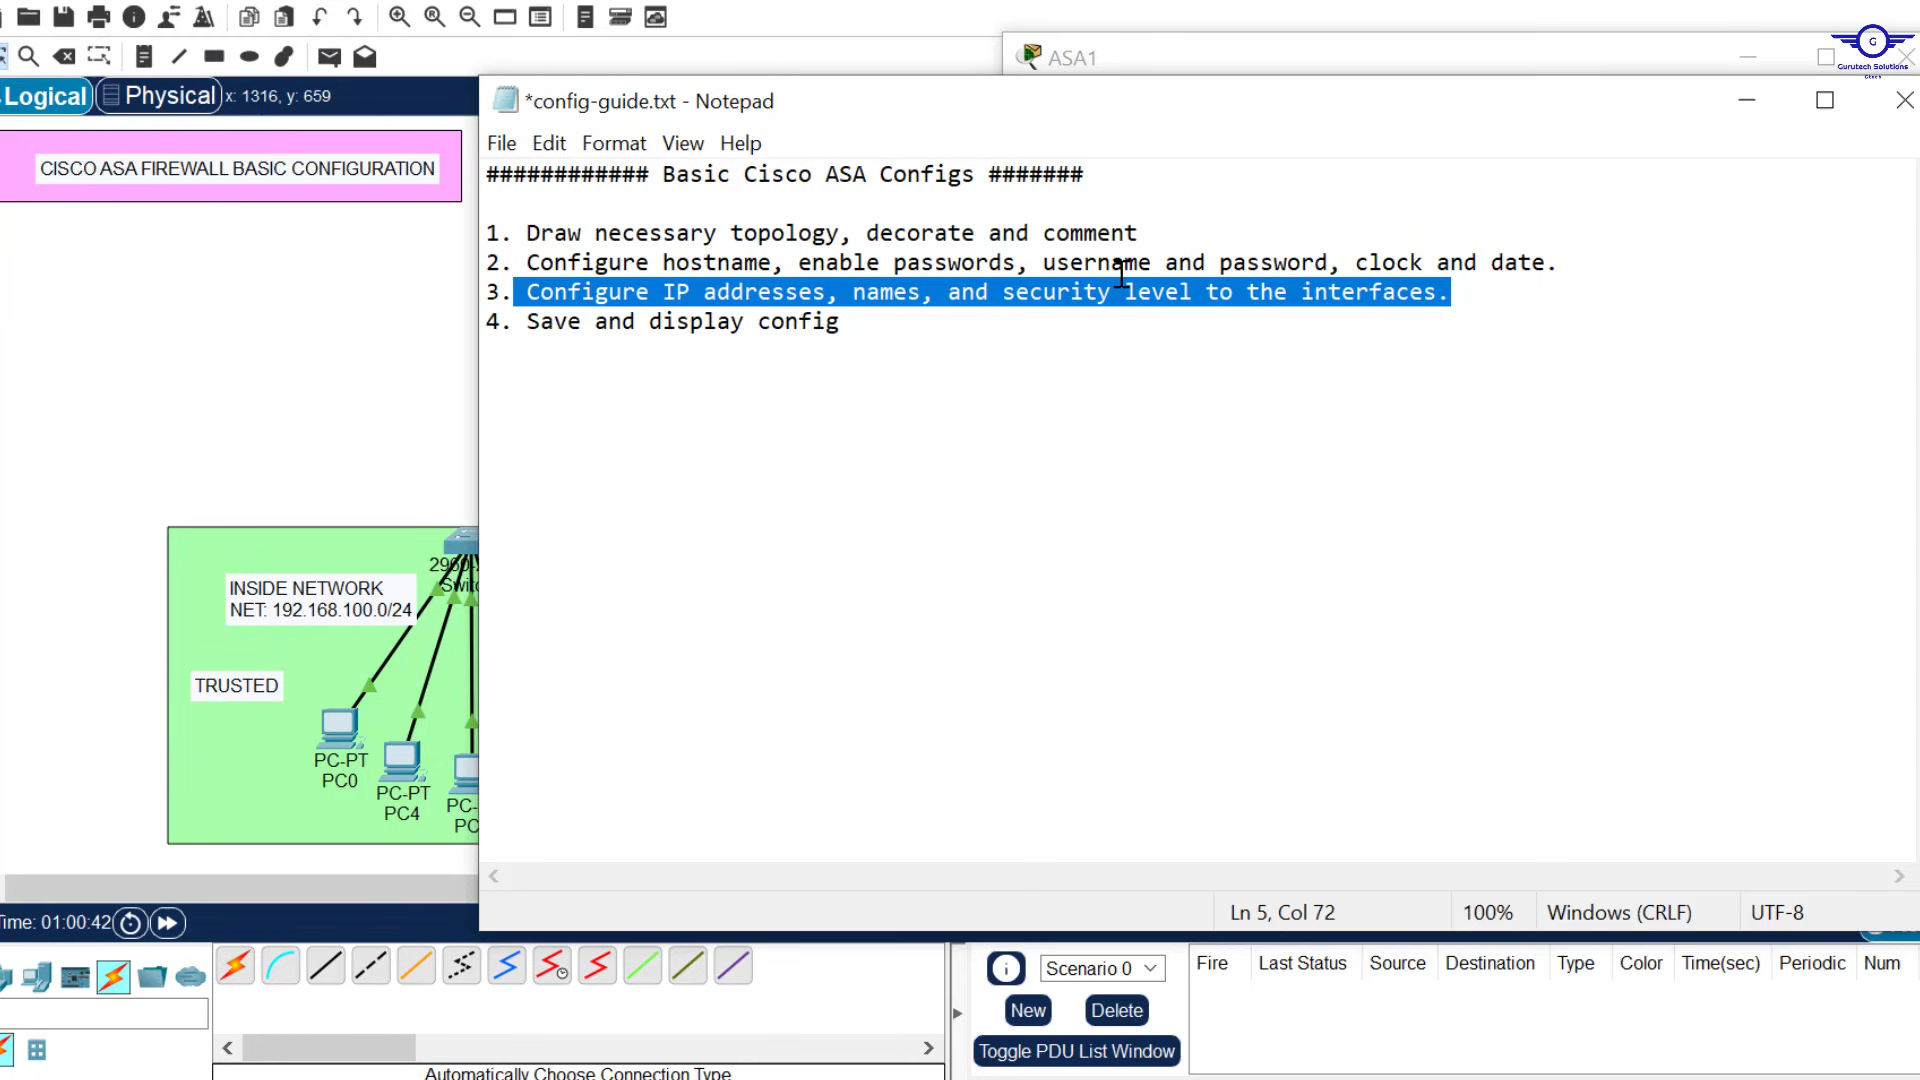 ASA1
G
Gurutech Solutions
Logical
Physical
x: 1316, y: 659
*config-guide.txt - Notepad
File Edit Format View Help
CISCO ASA FIREWALL BASIC CONFIGURATION
############ Basic Cisco ASA Configs #######
1. Draw necessary topology, decorate and comment
2. Configure hostname, enable passwords, username and password, clock and date.
3. Configure IP addresses, names, and security level to the interfaces.
4. Save and display config
INSIDE NETWORK
NET: 192.168.100.0/24
TRUSTED
PC-PT
PC0
PC-PT
PC4
PC-
PC
Ln 5, Col 72
100%
Windows (CRLF)
UTF-8
Time: 01:00:42
Scenario 0
New
Delete
Toggle PDU List Window
Fire Last Status Source Destination Type Color Time(sec) Periodic Num
Automatically Choose Connection Type